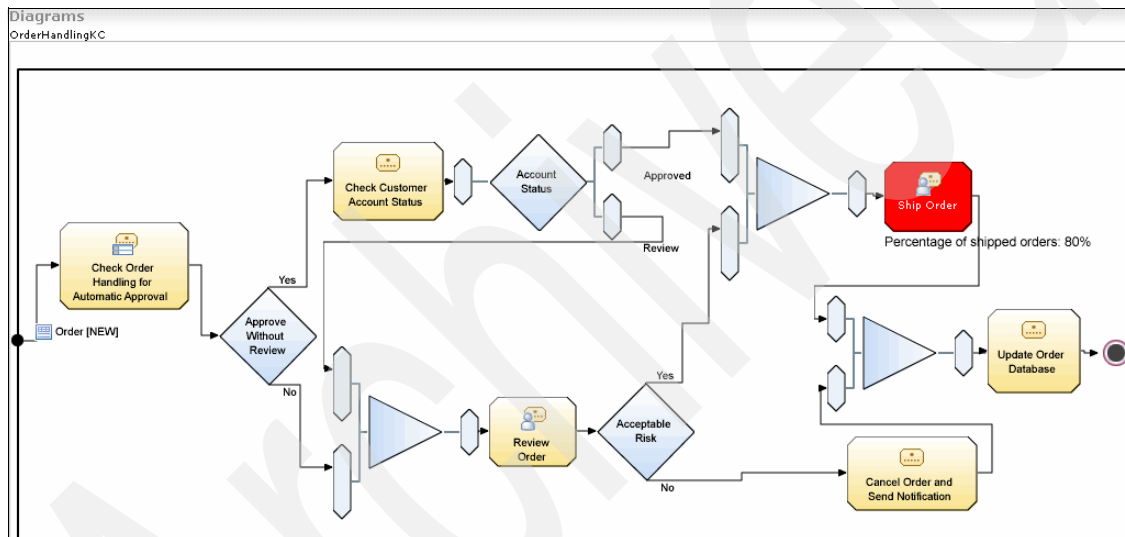 Diagrams
OrderHandlingKC
Check Customer
Account Status
Account
Status
Approved
Review
Ship Order
Percentage of shipped orders: 80%
Check Order
Handling for
Automatic Approval
Order [NEW]
Yes
Approve
Without
Review
No
Review
Order
Yes
Acceptable
Risk
No
Update Order
Database
Cancel Order and
Send Notification
Archived